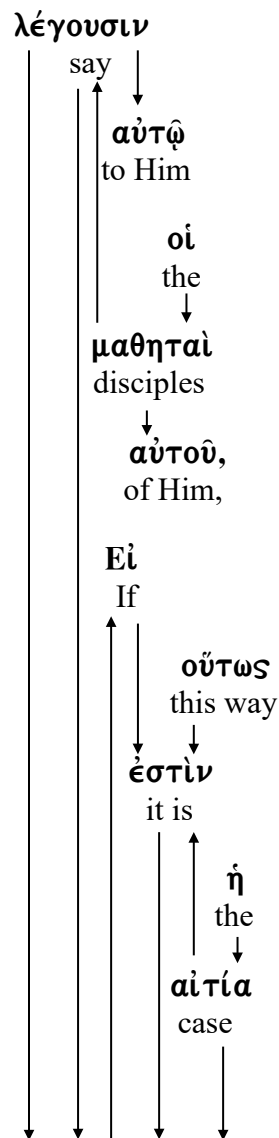 λέγουσιν
say
αὐτῷ
to Him
οἱ
the
μαθηταὶ
disciples
αὐτοῦ,
of Him,
Εἰ
If
οὕτως
this way
ἐστὶν
it is
ἡ
the
αἰτία
case